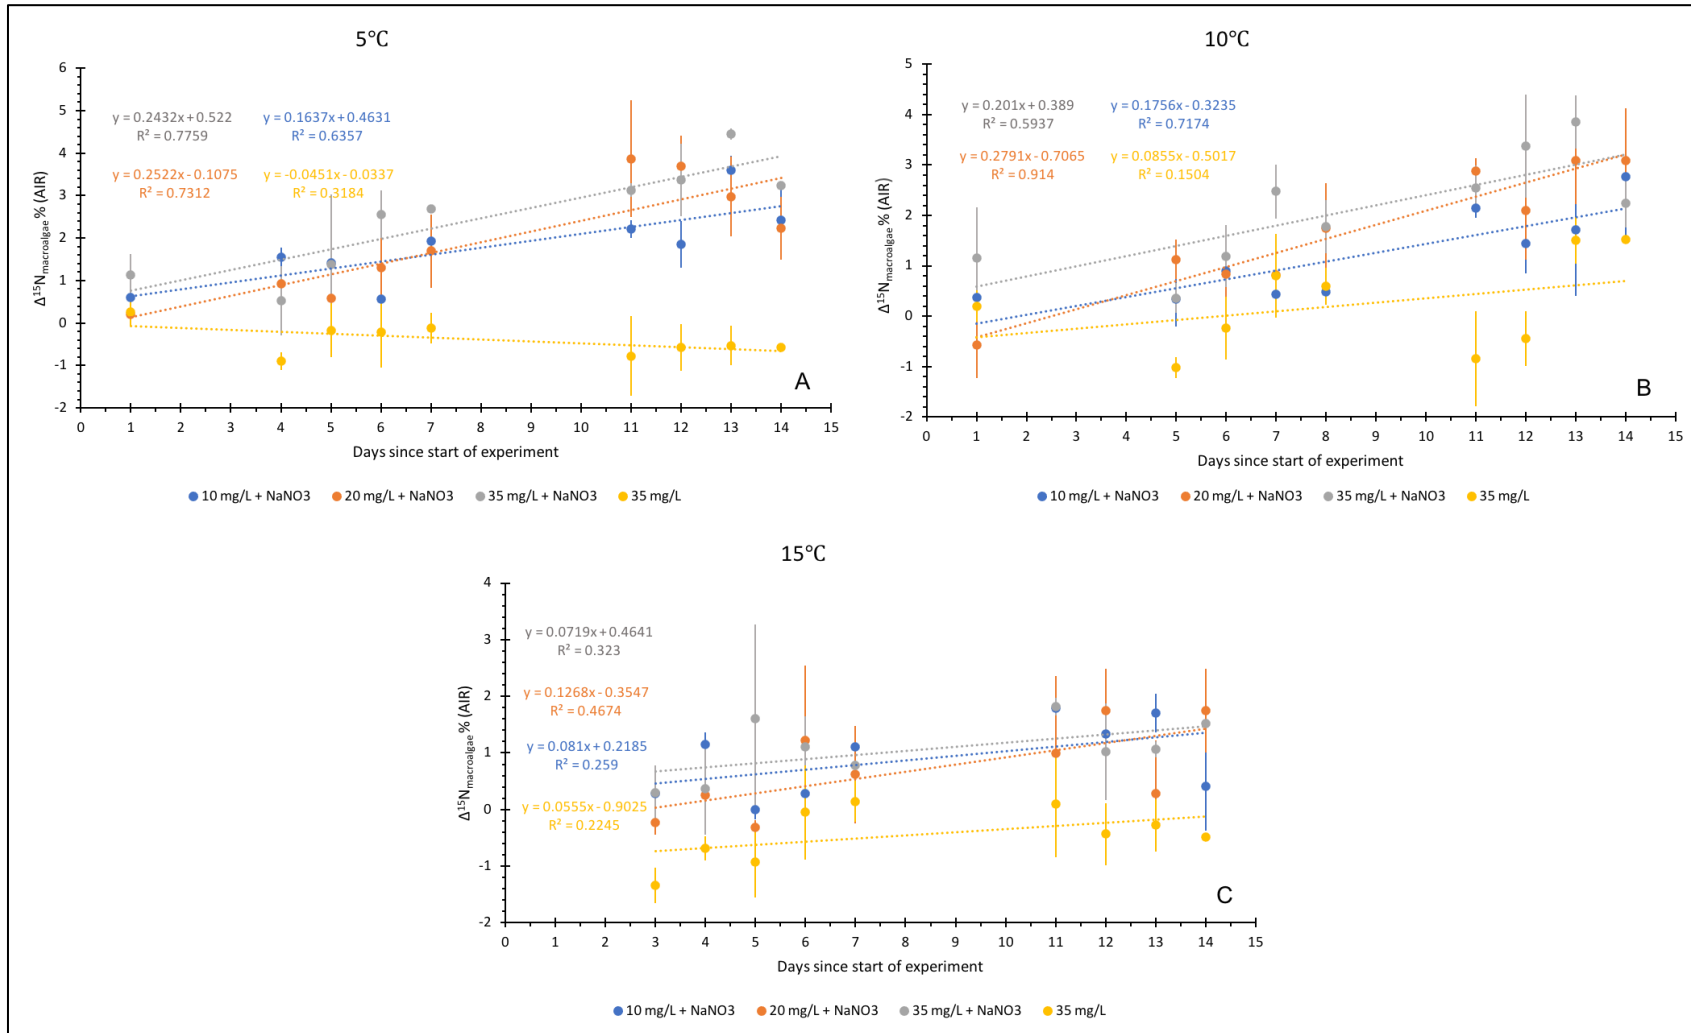 5℃
6
5
4
3
2
1
0
-1
-2
Δ¹⁵Nmacroalgae % (AIR)
y = 0.2432x + 0.522
R² = 0.7759
y = 0.1637x + 0.4631
R² = 0.6357
y = 0.2522x - 0.1075
R² = 0.7312
y = -0.0451x - 0.0337
R² = 0.3184
A
0 1 2 3 4 5 6 7 8 9 10 11 12 13 14 15
Days since start of experiment
10 mg/L + NaNO3 20 mg/L + NaNO3 35 mg/L + NaNO3 35 mg/L
10℃
5
4
3
2
1
0
-1
-2
Δ¹⁵Nmacroalgae % (AIR)
y = 0.201x + 0.389
R² = 0.5937
y = 0.1756x - 0.3235
R² = 0.7174
y = 0.2791x - 0.7065
R² = 0.914
y = 0.0855x - 0.5017
R² = 0.1504
B
0 1 2 3 4 5 6 7 8 9 10 11 12 13 14 15
Days since start of experiment
10 mg/L + NaNO3 20 mg/L + NaNO3 35 mg/L + NaNO3 35 mg/L
15℃
4
3
2
1
0
-1
-2
Δ¹⁵Nmacroalgae % (AIR)
y = 0.0719x + 0.4641
R² = 0.323
y = 0.1268x - 0.3547
R² = 0.4674
y = 0.081x + 0.2185
R² = 0.259
y = 0.0555x - 0.9025
R² = 0.2245
C
0 1 2 3 4 5 6 7 8 9 10 11 12 13 14 15
Days since start of experiment
10 mg/L + NaNO3 20 mg/L + NaNO3 35 mg/L + NaNO3 35 mg/L